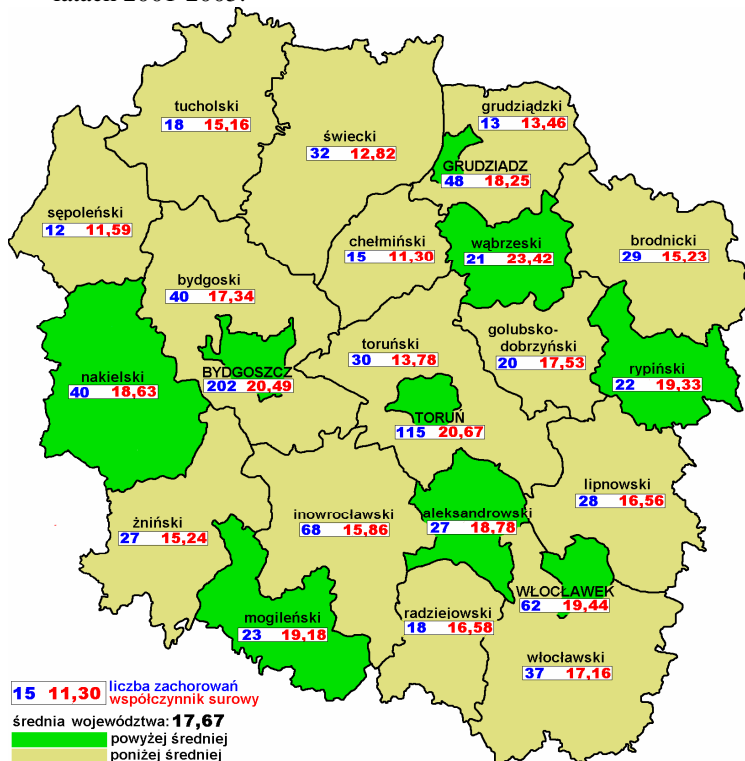 latach 2001-2003.
tucholski
18 15,16
świecki
32 12,82
grudziądzki
13 13,46
GRUDZIĄDZ
48 18,25
sępoleński
12 11,59
chełmiński
15 11,30
wąbrzeski
21 23,42
brodnicki
29 15,23
bydgoski
40 17,34
toruński
30 13,78
golubsko-
dobrzyński
20 17,53
nakielski
40 18,63
BYDGOSZCZ
202 20,49
rypiński
22 19,33
TORUŃ
115 20,67
lipnowski
28 16,56
żniński
27 15,24
inowrocławski
68 15,86
aleksandrowski
27 18,78
WŁOCŁAWEK
62 19,44
mogileński
23 19,18
radziejowski
18 16,58
włocławski
37 17,16
15 11,30 liczba zachorowań
współczynnik surowy
średnia województwa: 17,67
powyżej średniej
poniżej średniej